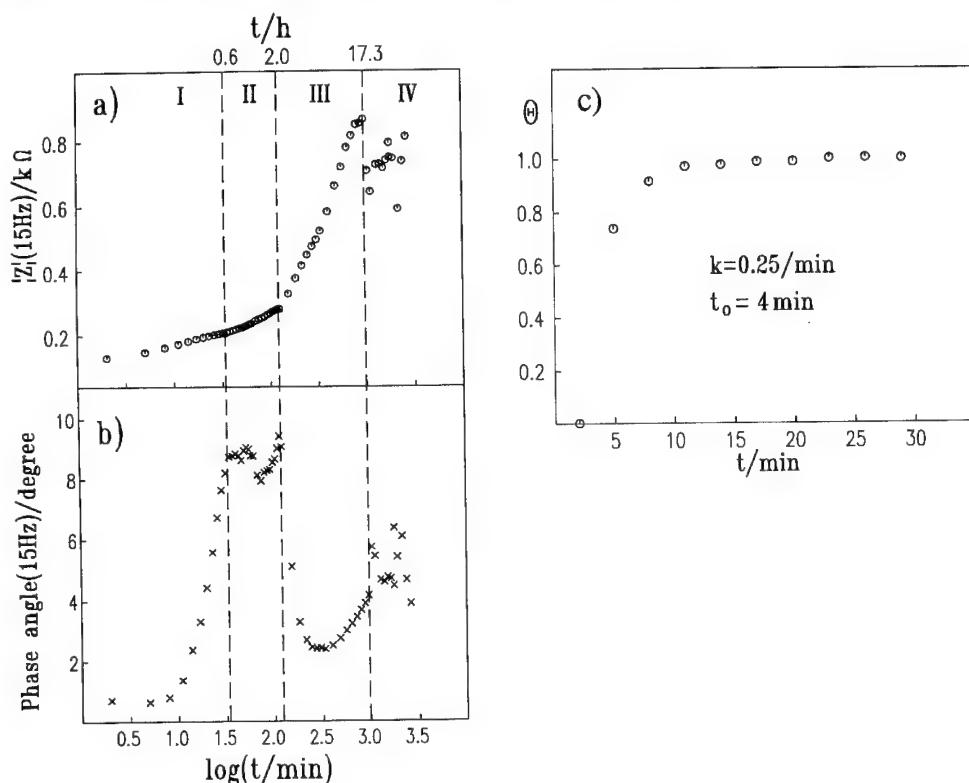 t/h
0.6 2.0 17.3
a) I II III IV
|Z|(15Hz)/kΩ
0.8
0.6
0.4
0.2
b)
Phase angle(15Hz)/degree
10
8
6
4
2
0.5 1.0 1.5 2.0 2.5 3.0 3.5
log(t/min)
c)
Θ
1.0
0.8
0.6
0.4
0.2
k=0.25/min
t₀ = 4 min
5 10 15 20 25 30
t/min